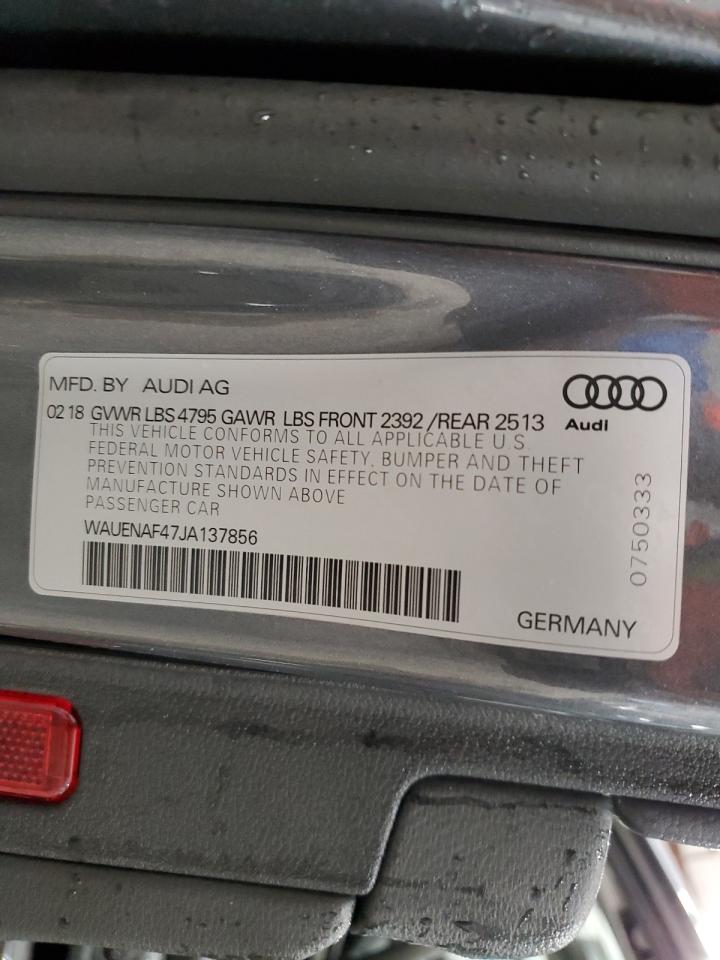 MFD. BY AUDI AG
02 18 GVWR LBS 4795 GAWR LBS FRONT 2392 /REAR 2513
Audi
THIS VEHICLE CONFORMS TO ALL APPLICABLE U S
FEDERAL MOTOR VEHICLE SAFETY, BUMPER AND THEFT
PREVENTION STANDARDS IN EFFECT ON THE DATE OF
MANUFACTURE SHOWN ABOVE
PASSENGER CAR
WAUENAF47JA137856
GERMANY
0750333